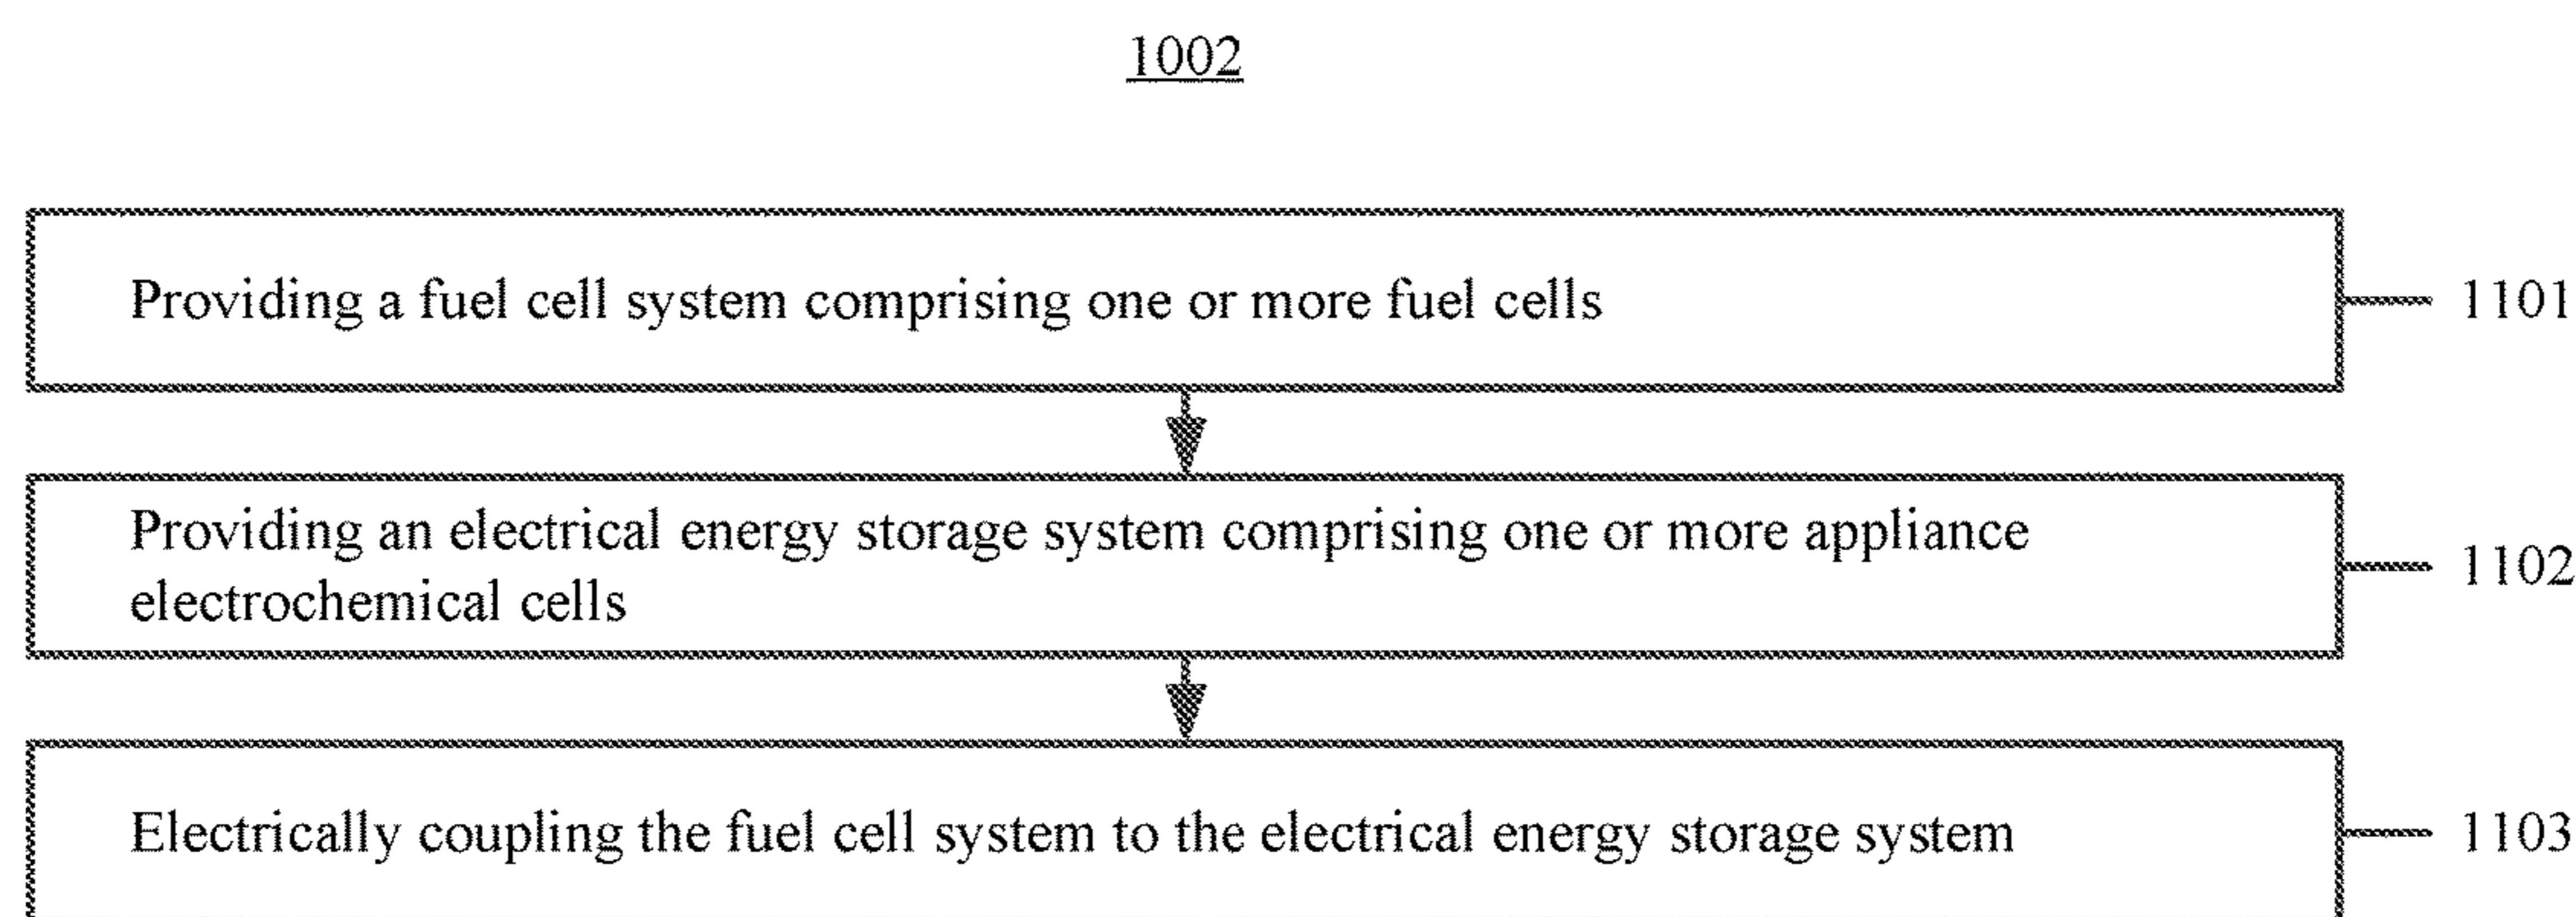 1002
Providing a fuel cell system comprising one or more fuel cells
1101
Providing an electrical energy storage system comprising one or more appliance
electrochemical cells
1102
Electrically coupling the fuel cell system to the electrical energy storage system
1103